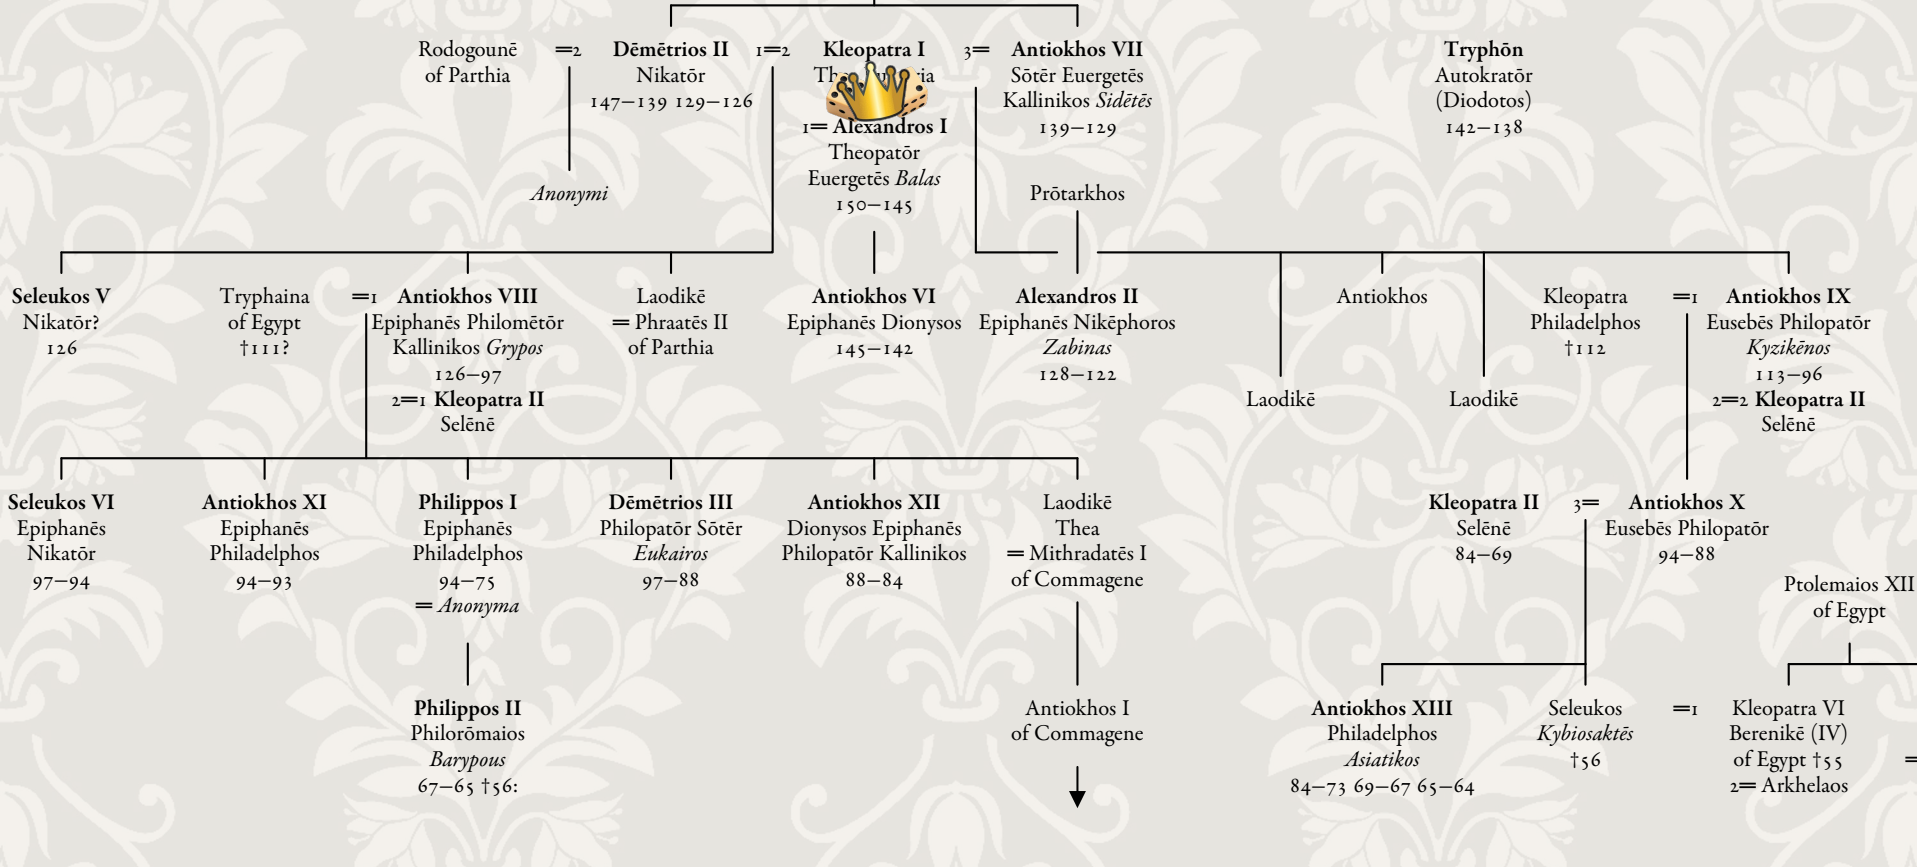 Rodogounē
of Parthia
=2
Dēmētrios II
Nikatōr
147–139 129–126
1=2
Kleopatra I
1= Alexandros I
Theopatōr
Euergetēs Balas
150–145
3=
Antiokhos VII
Sōtēr Euergetēs
Kallinikos Sidētēs
139–129
Tryphōn
Autokratōr
(Diodotos)
142–138
Anonymi
Prōtarkhos
Seleukos V
Nikatōr?
126
Tryphaina
of Egypt
†111?
=1
Antiokhos VIII
Epiphanēs Philomētōr
Kallinikos Grypos
126–97
2=1 Kleopatra II
Selēnē
Laodikē
= Phraatēs II
of Parthia
Antiokhos VI
Epiphanēs Dionysos
145–142
Alexandros II
Epiphanēs Nikēphoros
Zabinas
128–122
Laodikē
Antiokhos
Laodikē
Kleopatra
Philadelphos
†112
=1
Antiokhos IX
Eusebēs Philopatōr
Kyzikēnos
113–96
2=2 Kleopatra II
Selēnē
Seleukos VI
Epiphanēs
Nikatōr
97–94
Antiokhos XI
Epiphanēs
Philadelphos
94–93
Philippos I
Epiphanēs
Philadelphos
94–75
= Anonyma
Dēmētrios III
Philopatōr Sōtēr
Eukairos
97–88
Antiokhos XII
Dionysos Epiphanēs
Philopatōr Kallinikos
88–84
Laodikē
Thea
= Mithradatēs I
of Commagene
Kleopatra II
Selēnē
84–69
3=
Antiokhos X
Eusebēs Philopatōr
94–88
Ptolemaios XII
of Egypt
Philippos II
Philorōmaios
Barypous
67–65 †56:
Antiokhos I
of Commagene
Antiokhos XIII
Philadelphos
Asiatikos
84–73 69–67 65–64
Seleukos
Kybiosaktēs
†56
=1
Kleopatra VI
Berenikē (IV)
of Egypt †55
2= Arkhelaos
=